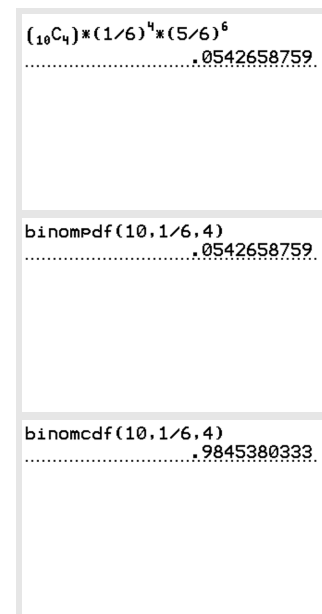 (₁₀C₄)*(1/6)⁴*(5/6)⁶
.0542658759
binompdf(10,1/6,4)
.0542658759
binomcdf(10,1/6,4)
.9845380333